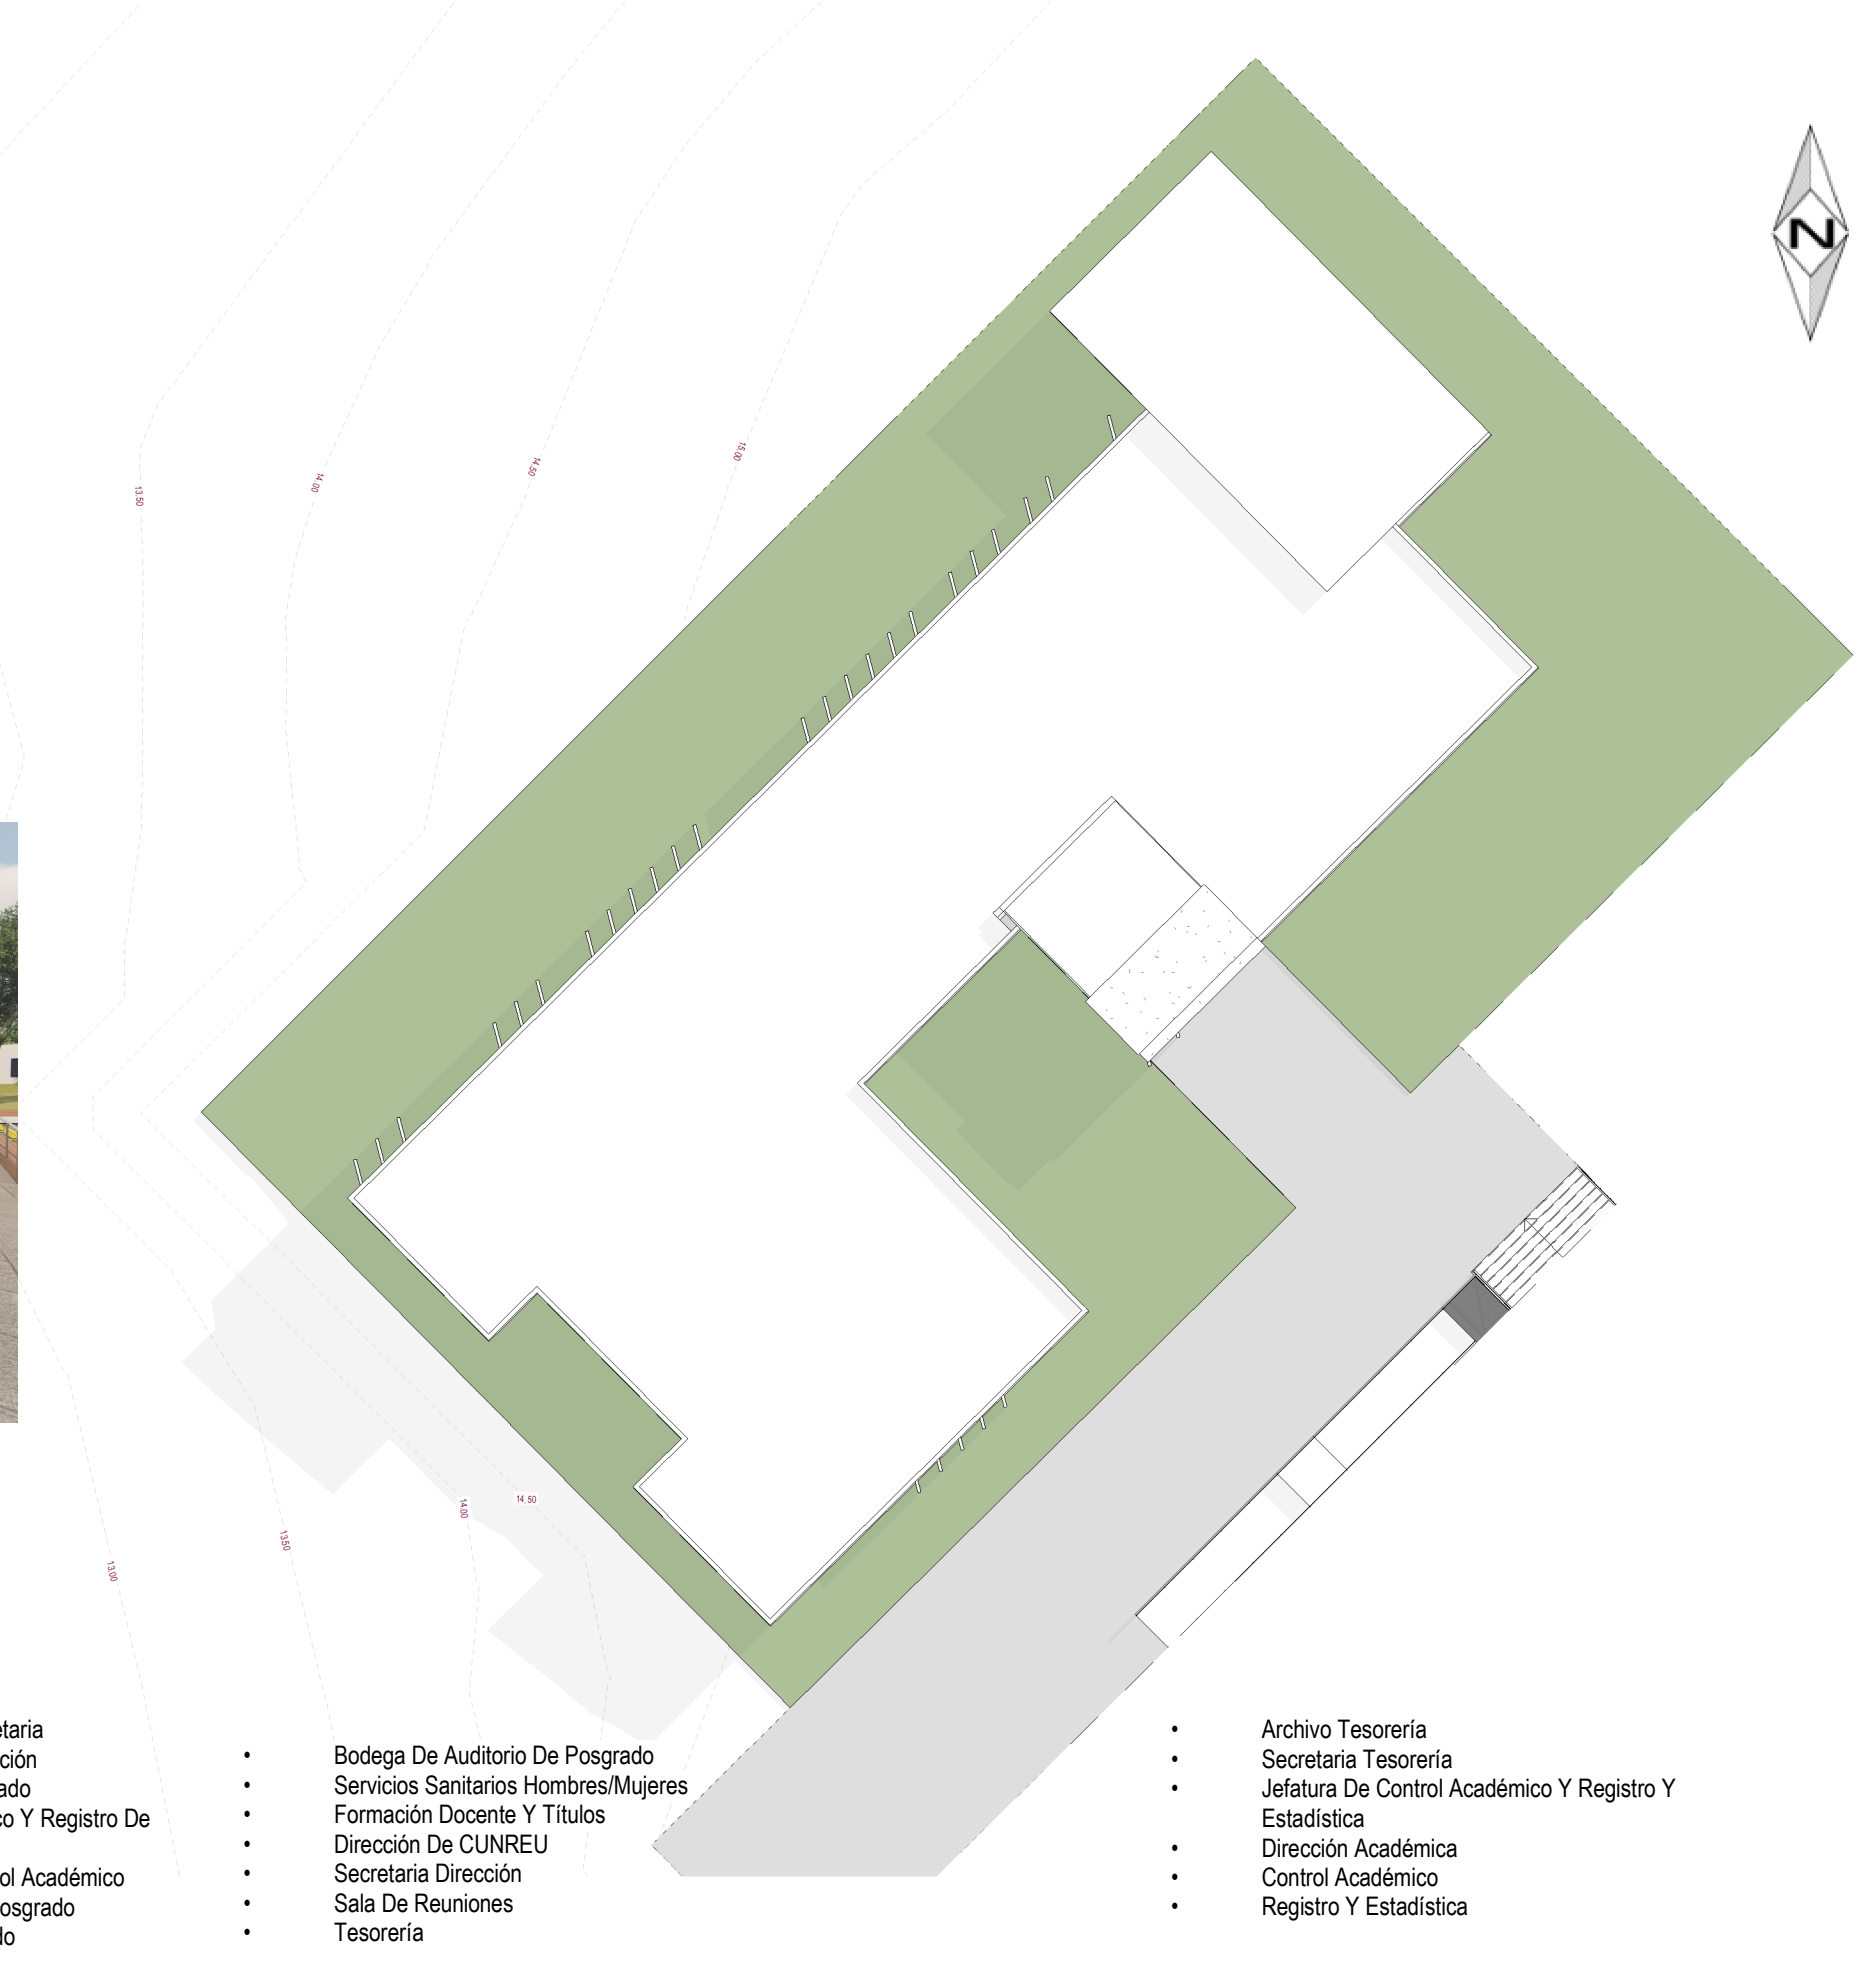 N
15.00
14.50
14.00
13.50
14.50
14.00
13.50
13.00
etaria
ción
ado
co Y Registro De
ol Académico
osgrado
do
• Bodega De Auditorio De Posgrado
• Servicios Sanitarios Hombres/Mujeres
• Formación Docente Y Títulos
• Dirección De CUNREU
• Secretaria Dirección
• Sala De Reuniones
• Tesorería
• Archivo Tesorería
• Secretaria Tesorería
• Jefatura De Control Académico Y Registro Y
Estadística
• Dirección Académica
• Control Académico
• Registro Y Estadística